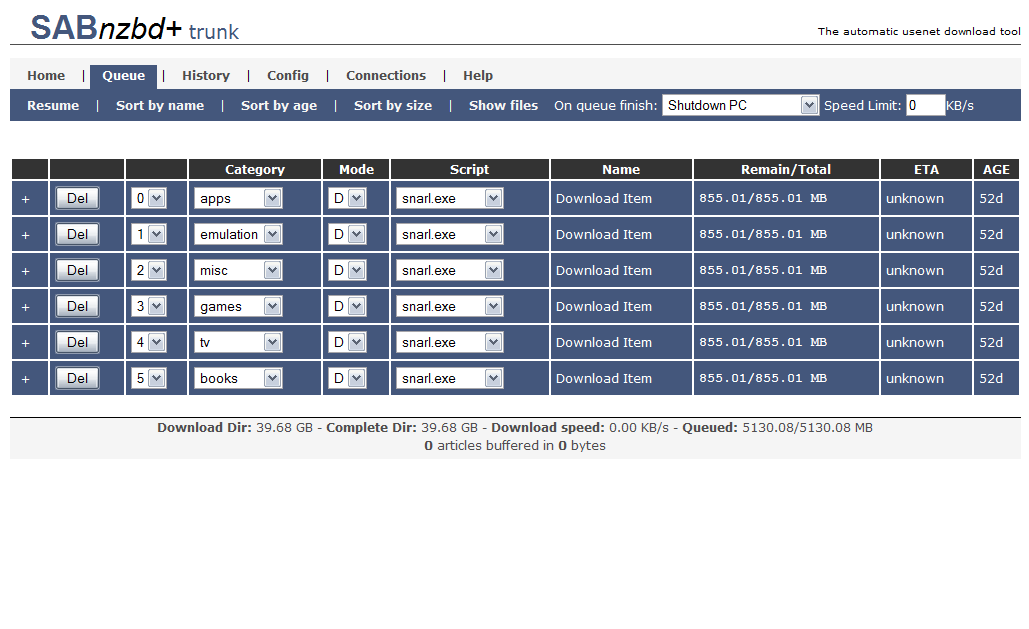 SABnzbd+ trunk
The automatic usenet download tool
Home | Queue | History | Config | Connections | Help
Resume | Sort by name | Sort by age | Sort by size | Show files On queue finish: Shutdown PC Speed Limit: 0 KB/s
Category Mode Script Name Remain/Total ETA AGE
+ Del 0 apps D snarl.exe Download Item 855.01/855.01 MB unknown 52d
+ Del 1 emulation D snarl.exe Download Item 855.01/855.01 MB unknown 52d
+ Del 2 misc D snarl.exe Download Item 855.01/855.01 MB unknown 52d
+ Del 3 games D snarl.exe Download Item 855.01/855.01 MB unknown 52d
+ Del 4 tv D snarl.exe Download Item 855.01/855.01 MB unknown 52d
+ Del 5 books D snarl.exe Download Item 855.01/855.01 MB unknown 52d
Download Dir: 39.68 GB - Complete Dir: 39.68 GB - Download speed: 0.00 KB/s - Queued: 5130.08/5130.08 MB
0 articles buffered in 0 bytes